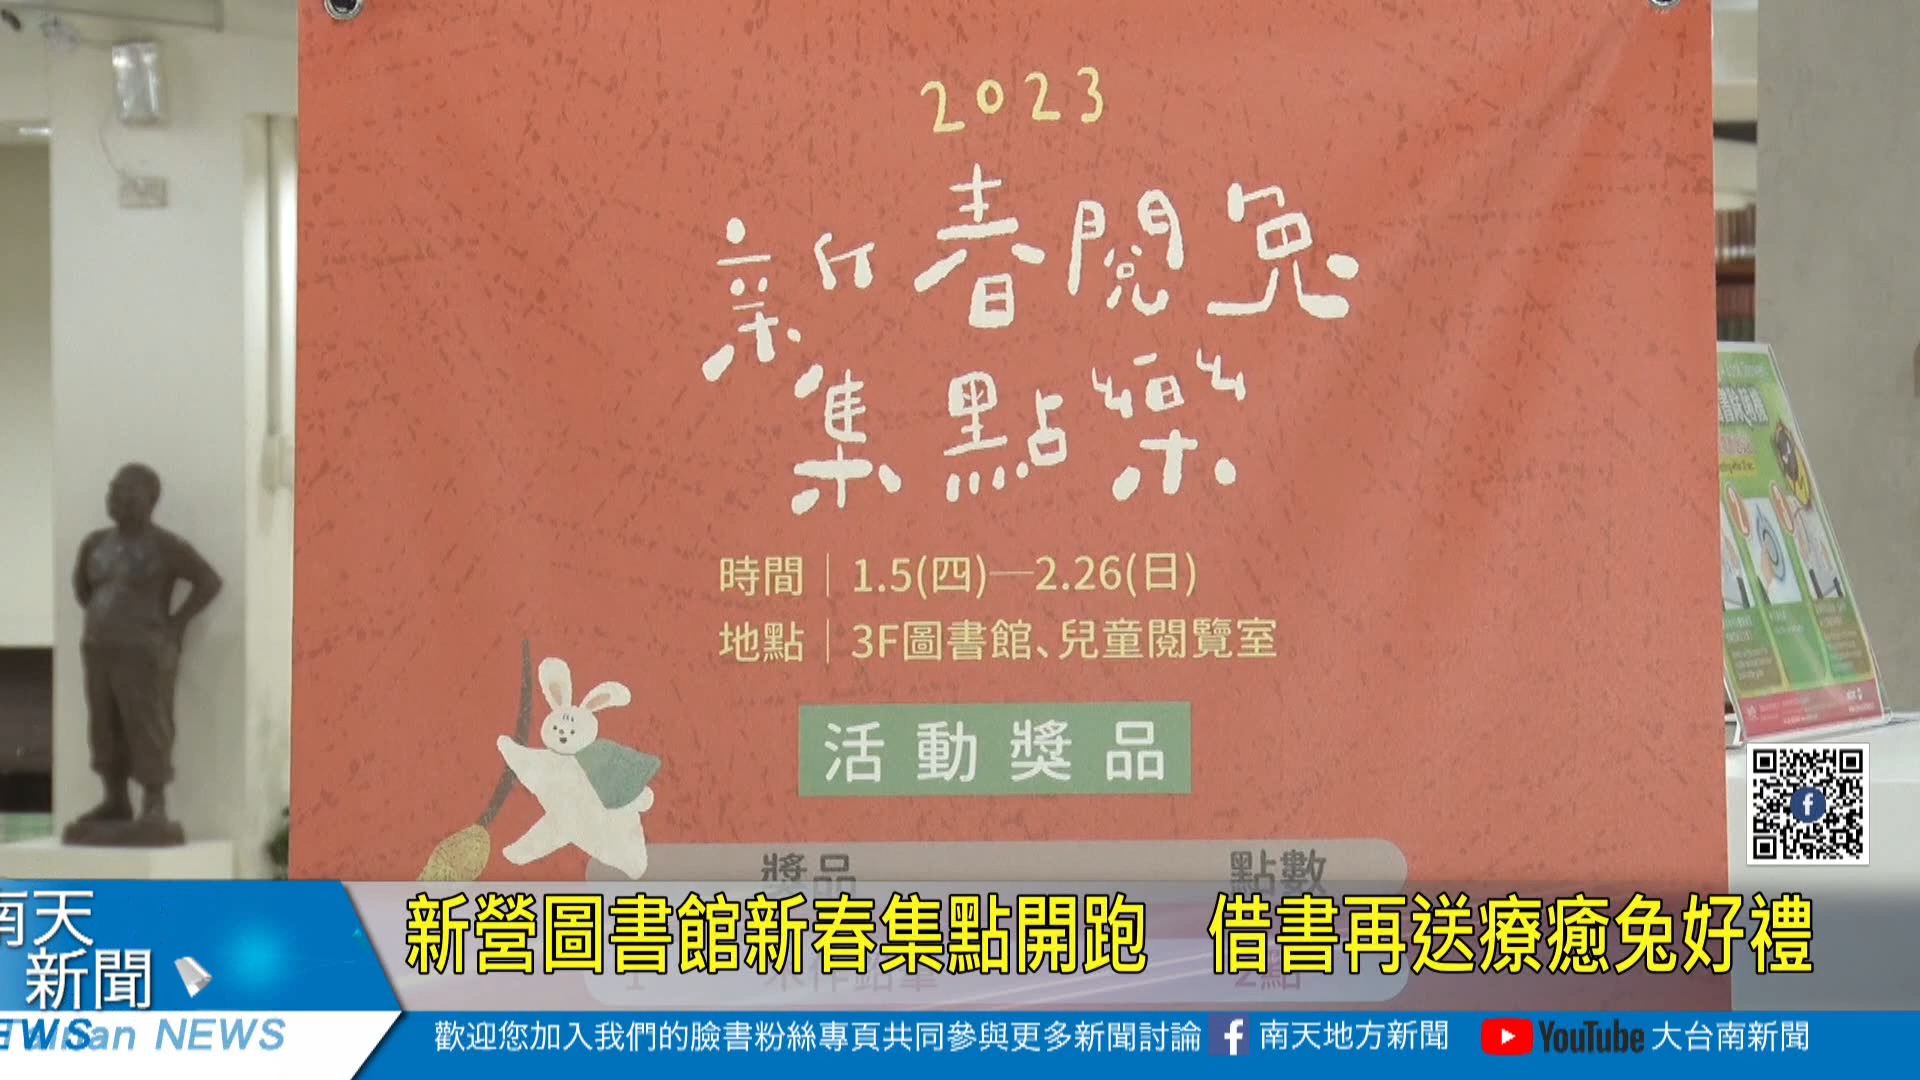 2023
新春閱兔
集點樂
時間｜1.5(四)—2.26(日)
地點｜3F圖書館、兒童閱覽室
活動獎品
獎品 點數
2點
新營圖書館新春集點開跑 借書再送療癒兔好禮
南天
新聞
EWS Tainan NEWS
歡迎您加入我們的臉書粉絲專頁共同參與更多新聞討論 f 南天地方新聞 YouTube 大台南新聞